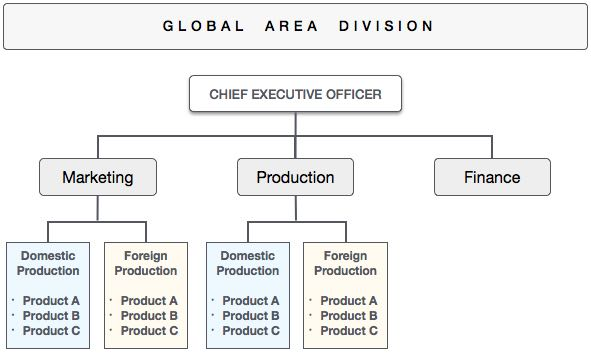 GLOBAL AREA DIVISION
CHIEF EXECUTIVE OFFICER
Marketing
Production
Finance
Domestic
Production
· Product A
· Product B
· Product C
Foreign
Production
· Product A
· Product B
· Product C
Domestic
Production
· Product A
· Product B
· Product C
Foreign
Production
· Product A
· Product B
· Product C